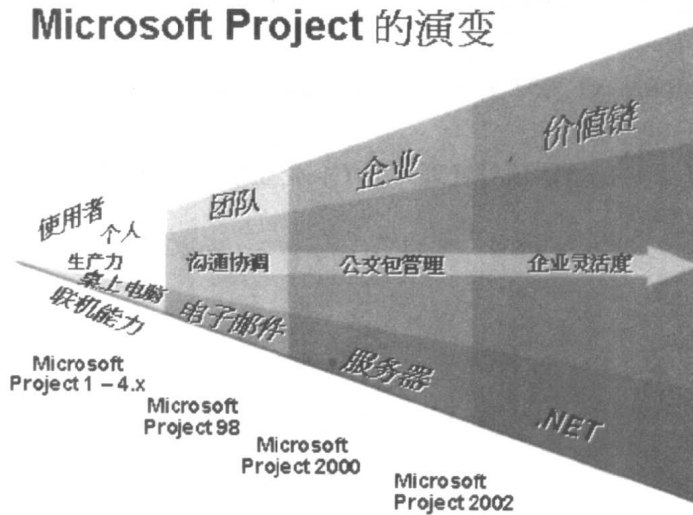 Microsoft Project 的演变
价值链
企业
团队
使用者
个人
生产力
沟通协调
公文包管理
企业灵活度
桌上电脑
联机能力
电子邮件
服务器
.NET
Microsoft
Project 1 – 4.x
Microsoft
Project 98
Microsoft
Project 2000
Microsoft
Project 2002